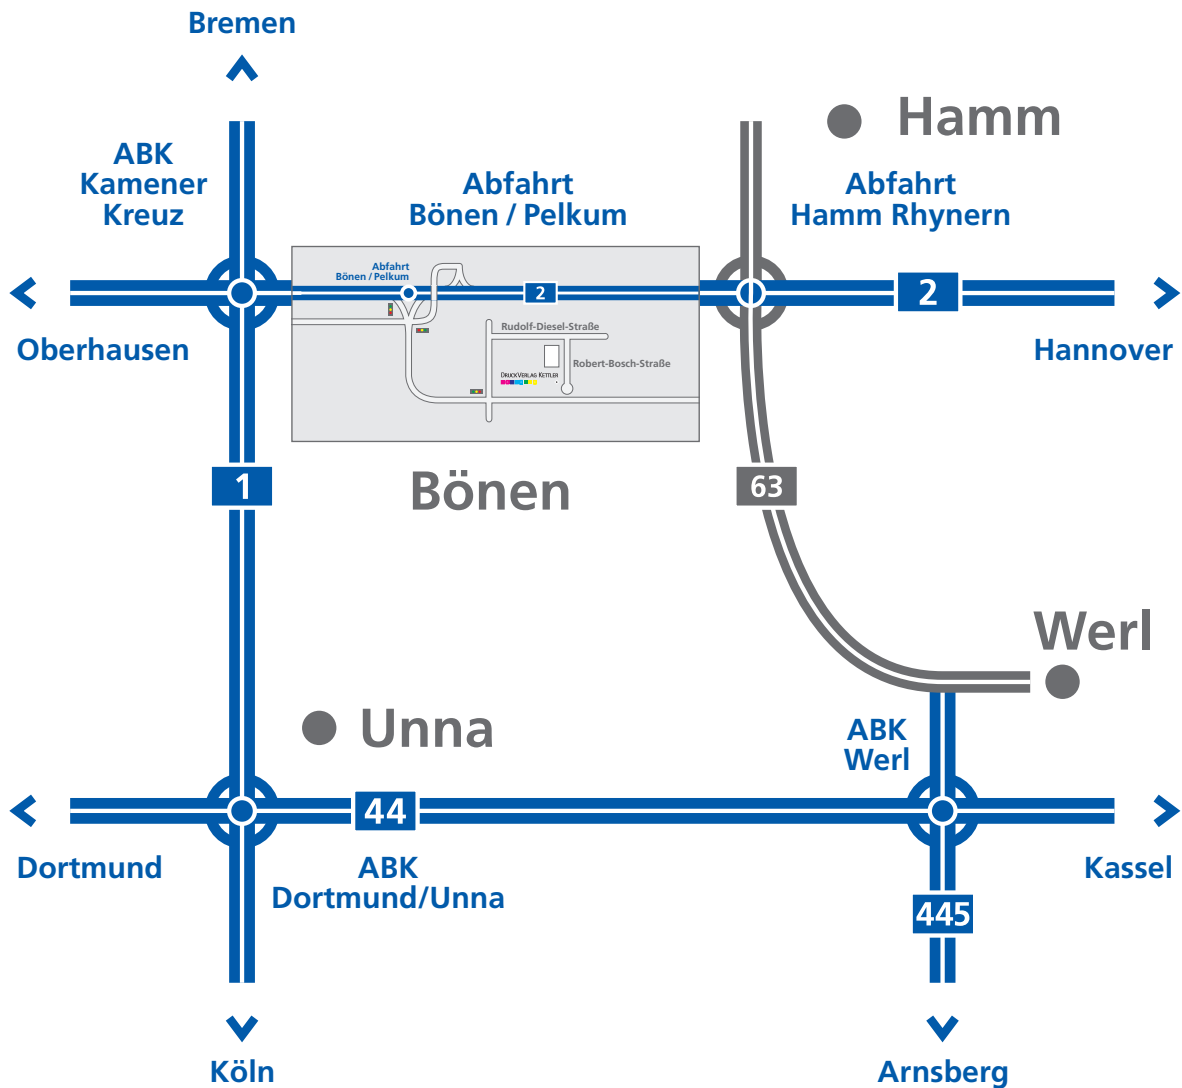 Bremen
Hamm
ABK
Kamener
Kreuz
Abfahrt
Bönen / Pelkum
Abfahrt
Hamm Rhynern
Abfahrt
Bönen / Pelkum
2
2
Oberhausen
Hannover
Rudolf-Diesel-Straße
Robert-Bosch-Straße
DruckVerlag Kettler
1
Bönen
63
Werl
Unna
ABK
Werl
44
Dortmund
ABK
Dortmund/Unna
Kassel
445
Köln
Arnsberg